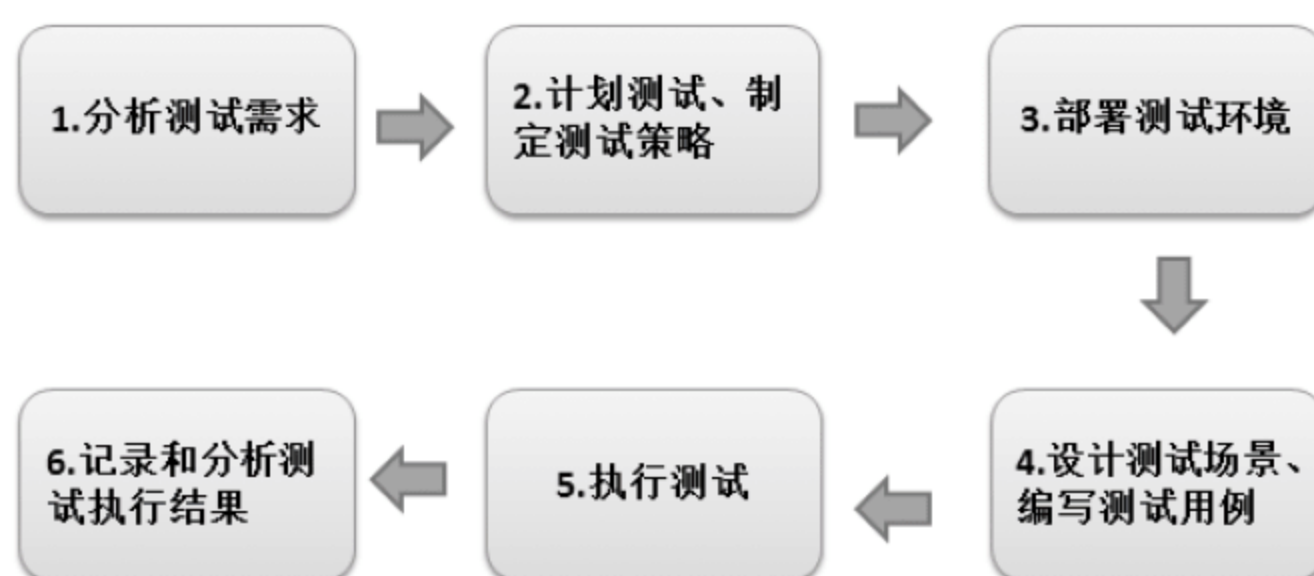 1.分析测试需求
2.计划测试、制
定测试策略
3.部署测试环境
4.设计测试场景、
编写测试用例
5.执行测试
6.记录和分析测
试执行结果